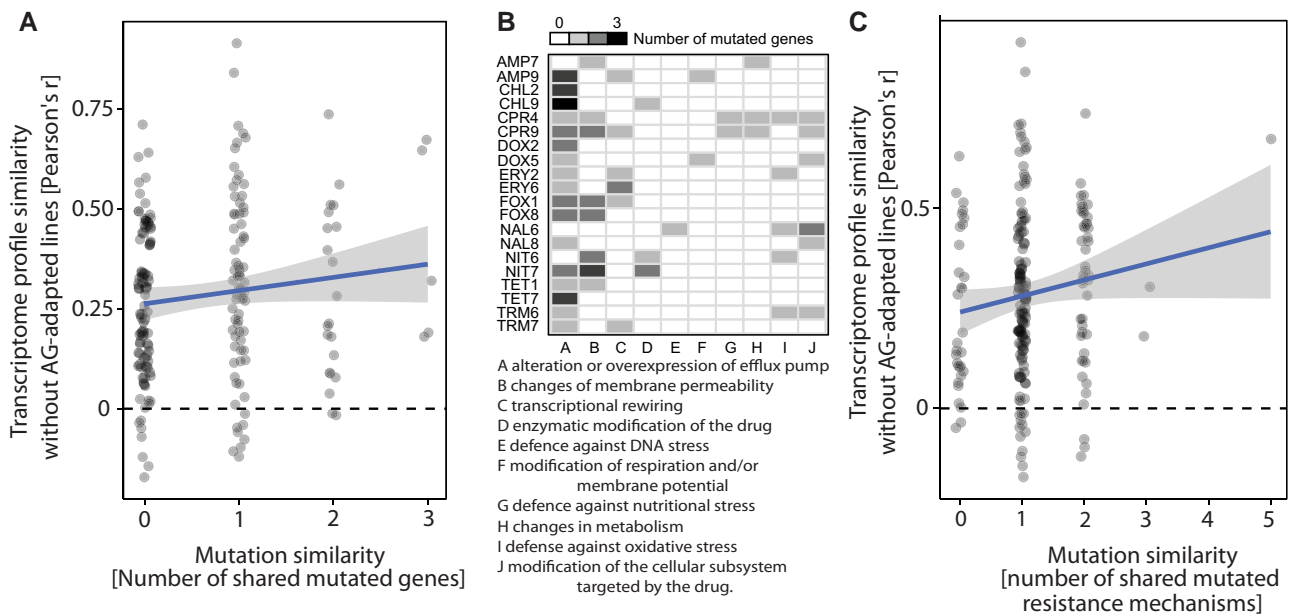 A
Transcriptome profile similarity
without AG-adapted lines [Pearson's r]
0.75
0.50
0.25
0
0 1 2 3
Mutation similarity
[Number of shared mutated genes]
B
0 3
Number of mutated genes
AMP7
AMP9
CHL2
CHL9
CPR4
CPR9
DOX2
DOX5
ERY2
ERY6
FOX1
FOX8
NAL6
NAL8
NIT6
NIT7
TET1
TET7
TRM6
TRM7
A B C D E F G H I J
A alteration or overexpression of efflux pump
B changes of membrane permeability
C transcriptional rewiring
D enzymatic modification of the drug
E defence against DNA stress
F modification of respiration and/or
membrane potential
G defence against nutritional stress
H changes in metabolism
I defense against oxidative stress
J modification of the cellular subsystem
targeted by the drug.
C
Transcriptome profile similarity
without AG-adapted lines [Pearson's r]
0.5
0
0 1 2 3 4 5
Mutation similarity
[number of shared mutated
resistance mechanisms]